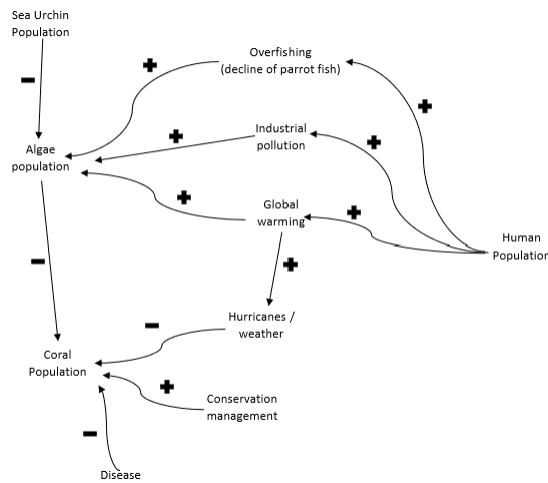 Sea Urchin
Population
Overfishing
(decline of parrot fish)
Industrial
pollution
Algae
population
Global
warming
Human
Population
Hurricanes /
weather
Coral
Population
Conservation
management
Disease